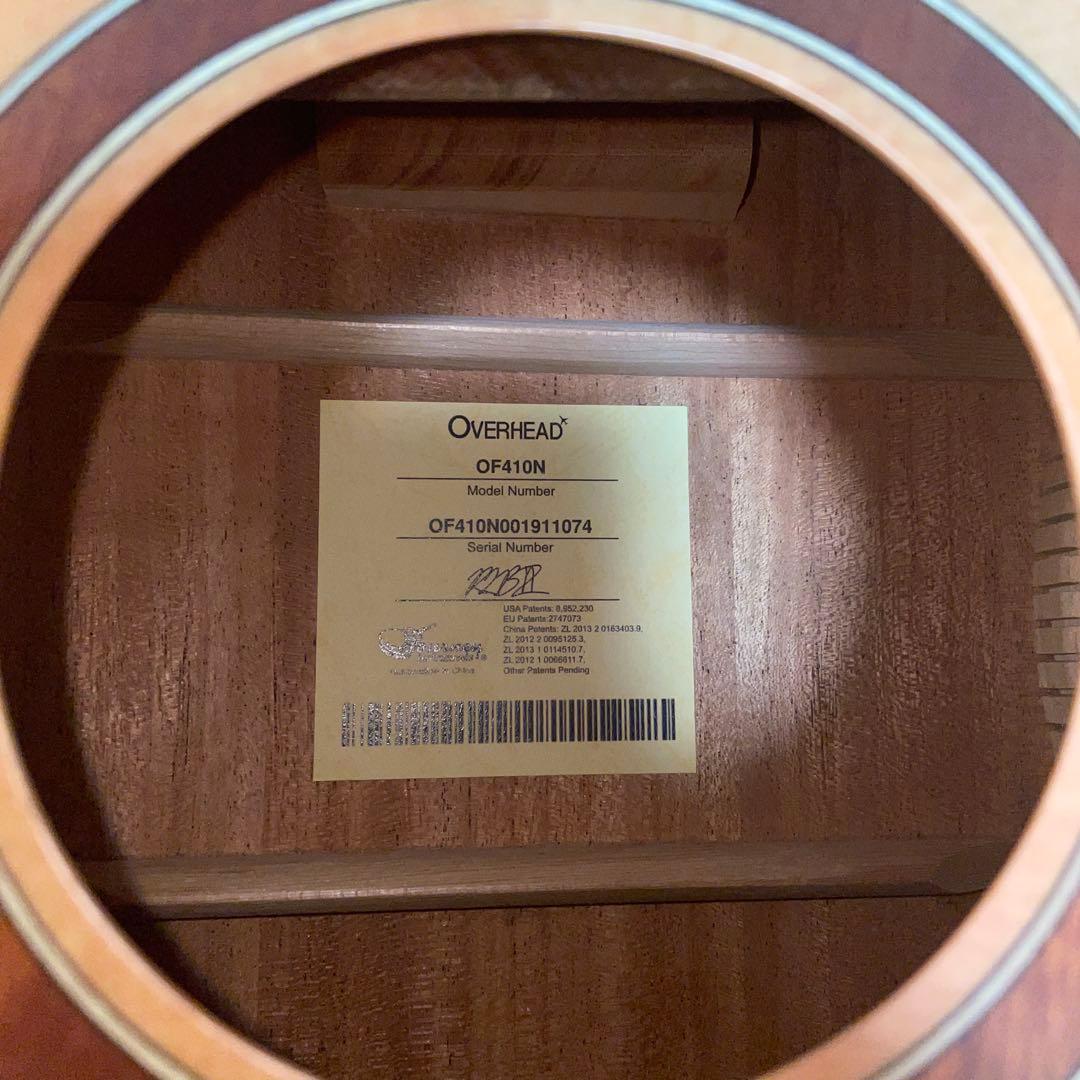 OVERHEAD
OF410N
Model Number
OF410N001911074
Serial Number
USA Patents: 8,952,230
EU Patents:2747073
China Patents: ZL 2013 2 0163403.9,
ZL 2012 2 0095125.3,
ZL 2013 1 0114510.7,
ZL 2012 1 0066611.7,
Other Patents Pending
Journey